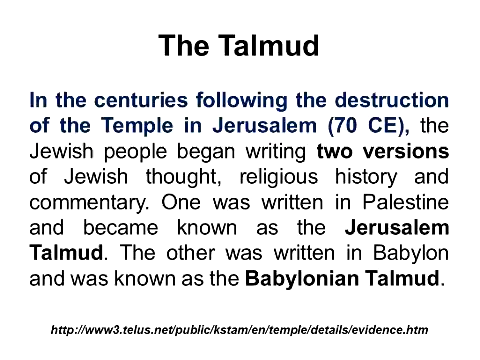 The Talmud
In the centuries following the destruction
of the Temple in Jerusalem (70 CE), the
Jewish people began writing two versions
of Jewish thought, religious history and
commentary. One was written in Palestine
and became known as the Jerusalem
Talmud. The other was written in Babylon
and was known as the Babylonian Talmud.
http://www3.telus.net/public/kstam/en/temple/details/evidence.htm